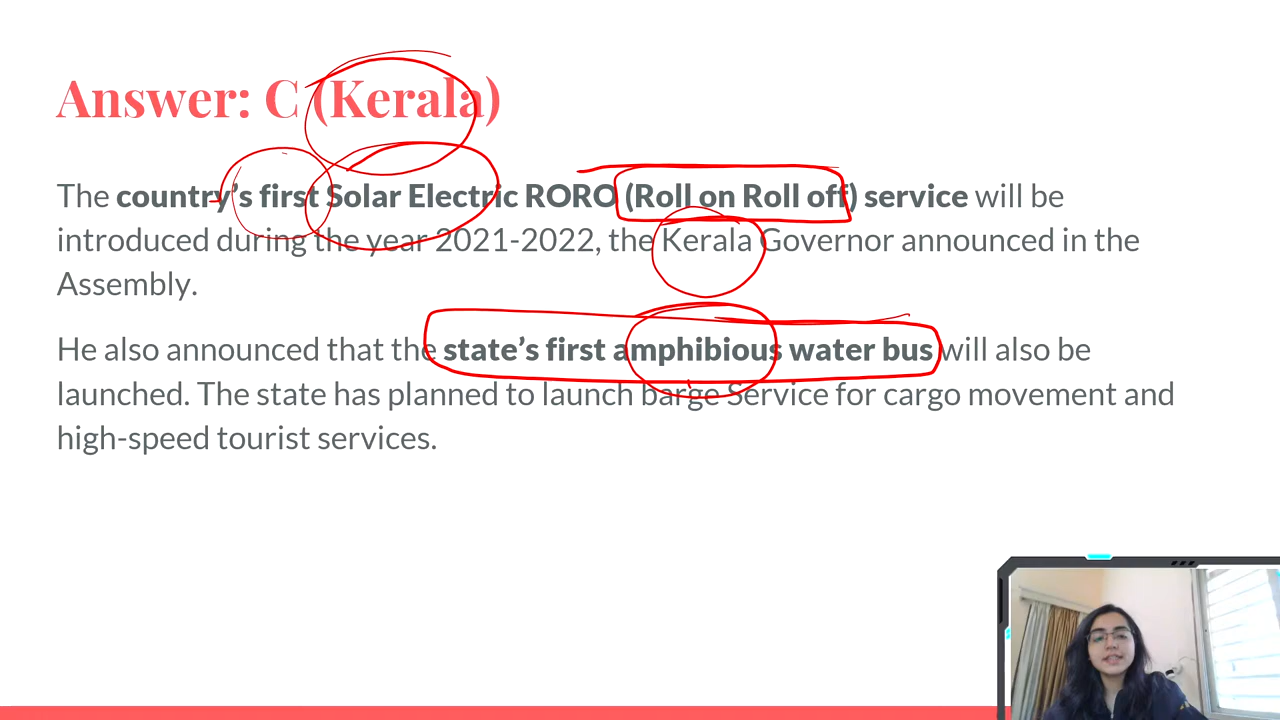 Answer: C (Kerala)
The country’s first Solar Electric RORO (Roll on Roll off) service will be
introduced during the year 2021-2022, the Kerala Governor announced in the
Assembly.
He also announced that the state’s first amphibious water bus will also be
launched. The state has planned to launch barge Service for cargo movement and
high-speed tourist services.